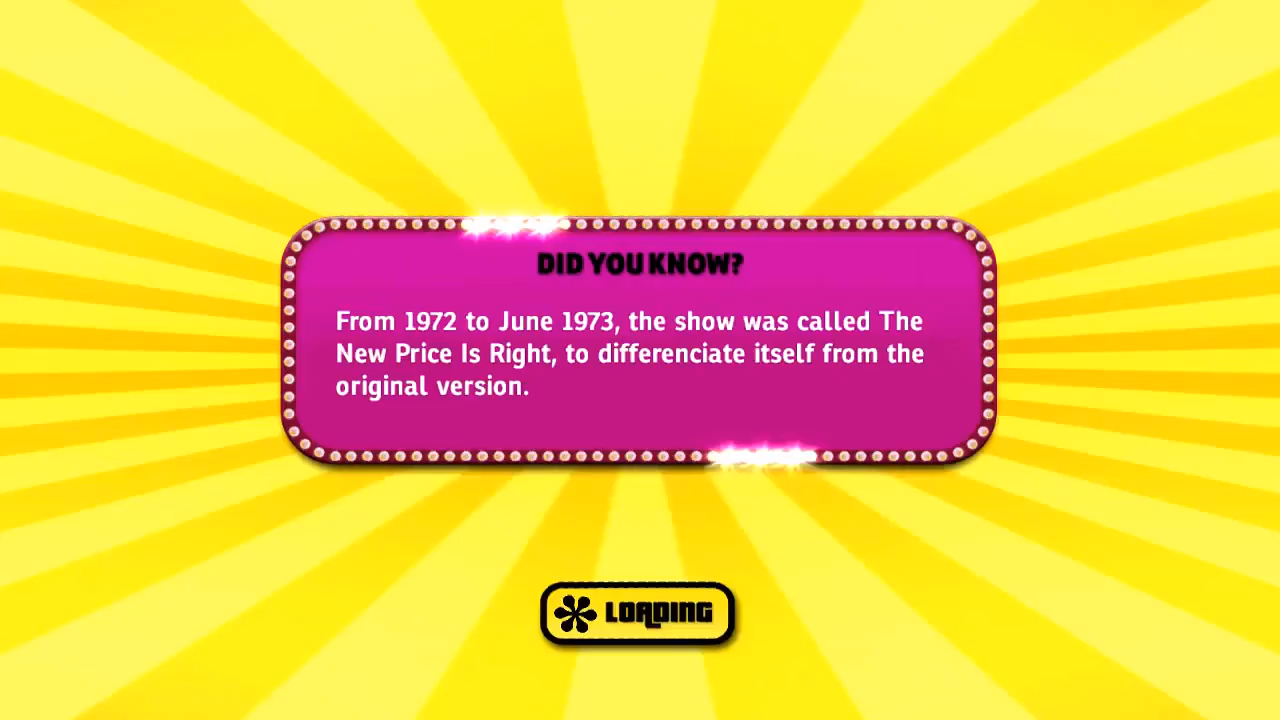 DID YOU KNOW?
From 1972 to June 1973, the show was called The
New Price Is Right, to differenciate itself from the
original version.
LOADING